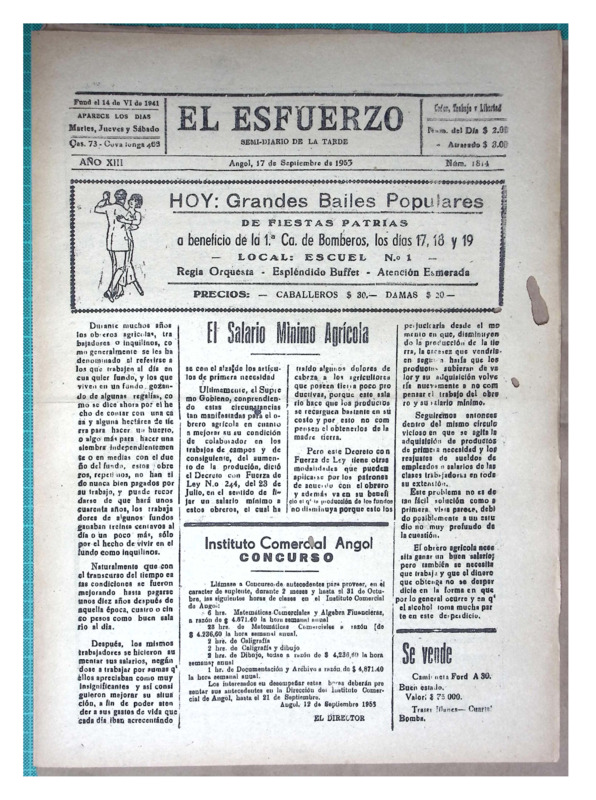 Fund. el 14 de VI de 1941
APARECE LOS DIAS
Martes, Jueves y Sábado
Cas. 73 - Cova longa 463
EL ESFUERZO
SEMI-DIARIO DE LA TARDE
Orden, Trabajo y Libertad
Núm. del Día $ 2.00
" Atrasado $ 3.00
AÑO XIII
Angol, 17 de Septiembre de 1953
Núm. 1814
HOY: Grandes Bailes Populares
DE FIESTAS PATRIAS
a beneficio de la 1.ª Ca. de Bomberos, los días 17, 18 y 19
— LOCAL: ESCUEL N.o 1 —
Regia Orquesta - Espléndido Buffet - Atención Esmerada
PRECIOS: — CABALLEROS $ 30.— DAMAS $ 20 —
El Salario Mínimo Agrícola
Durante muchos años
los obreros agrícolas, tra
bajadores o inquilinos, co
mo generalmente se les ha
denominado al referirse a
los que trabajen el día en
cualquier fundo, y los que
viven en un fundo, gozan-
do de algunas regalías, co
mo se dice ahora por el he
cho de contar con una ca
sa y alguna hectárea de tie
rra para hacer un huerto,
o algo más para hacer una
siembra independientemen
te o en medias con el due
ño del fundo, estos obre
ros, repetimos, no han si
do nunca bien pagados por
su trabajo, y puede recor
darse de que hará unos
cuarenta años, los trabaja
dores de algunos fundos
ganaban treinta centavos al
día o un poco más, sólo
por el hecho de vivir en el
fundo como inquilinos.
Naturalmente que con
el transcurso del tiempo es
tas condiciones se fueron
mejorando hasta pagarse
unos diez años después de
aquella época, cuatro o cin
co pesos como buen sala
rio al día.
Después, los mismos
trabajadores se hicieron au
mentar sus salarios, negán
dose a trabajar por sumas q'
ellos apreciaban como muy
insignificantes y así consi
guieron mejorar su situa
ción, a fin de poder aten
der a sus gastos de vida que
cada día iban acrecentándo
se con el alza de los artícu-
los de primera necesidad
Ultimamente, el Supre
mo Gobierno, comprendien-
do estas circunstancias
tan manifestadas para el o-
brero agrícola en cuanto
a mejorar su en condición
de colaborador en los
trabajos de campos y de
consiguiente, del aumen-
to de la producción, dictó
el Decreto con Fuerza de
Ley N.o 244, del 23 de
Julio, en el sentido de fi-
jar un salario mínimo a
estos obreros, el cual ha
traído algunos dolores de
cabeza a los agricultores
que poseen tierra poco pro
ductivas, porque este sala
rio hace que los productos
se recarguen bastante en su
costo y por esto no com
pensen el obtenerlos de la
madre tierra.
Pero este Decreto con
Fuerza de Ley tiene otras
modalidades que pueden
aplicarse por los patrones
de acuerdo con el obrero
y además va en su benefi
cio el q' la producción de los fundos
no disminuya porque esto los
perjudicaría desde el mo
mento en que, disminuyen
do la producción de la tie
rra, la escasez que vendría
en seguida haría que los
productos subieran de va
lor y su adquisición volve
ría nuevamente a no com
pensar el trabajo del obre
ro y su salario mínimo.
Seguiremos entonces
dentro del mismo círculo
vicioso en que se agita la
adquisición de productos
de primera necesidad y los
reajustes de sueldos de
empleados o salarios de las
clases trabajadoras en toda
su extensión.
Este problema no es de
tan fácil solución como a
primera vista parece, debi
do posiblemente a un estu
dio no muy profundo de
la cuestión.
El obrero agrícola nece
sita ganar un buen salario;
pero también se necesita
que trabaje y que el dinero
que obtenga no se desper
dicie en la forma en que
por lo general ocurre y en q'
el alcohol toma mucha par
te en este desperdicio.
Instituto Comercial Angol
CONCURSO
Llámase a Concurso de antecedentes para proveer, en el
carácter de suplente, durante 2 meses y hasta el 31 de Octu-
bre, las siguientes horas de clases en el Instituto Comercial
de Angol:
6 hrs. Matemáticas Comerciales y Algebra Financieras,
a razón de $ 4.871.40 la hora semanal anual
23 hrs. de Matemáticas Comerciales a razón [de
$ 4.236,60 la hora semanal anual.
2 hrs. de Caligrafía
2 hrs. de Caligrafía y dibujo
2 hrs. de Dibujo, todas a razón de $ 4.236,60 la hora
semanal anual
1 hr. de Documentación y Archivo a razón de $ 4,871.40
la hora semanal anual.
Los interesados en desempeñar estas horas deberán pre
sentar sus antecedentes en la Dirección del Instituto Comer-
cial de Angol, hasta el 21 de Septiembre.
Angol, 12 de Septiembre 1953
EL DIRECTOR
Se vende
Camioneta Ford A 30.
Buen estado.
Valor: $ 75 000.
Tratar: Illanes— Cuartel
Bomba.